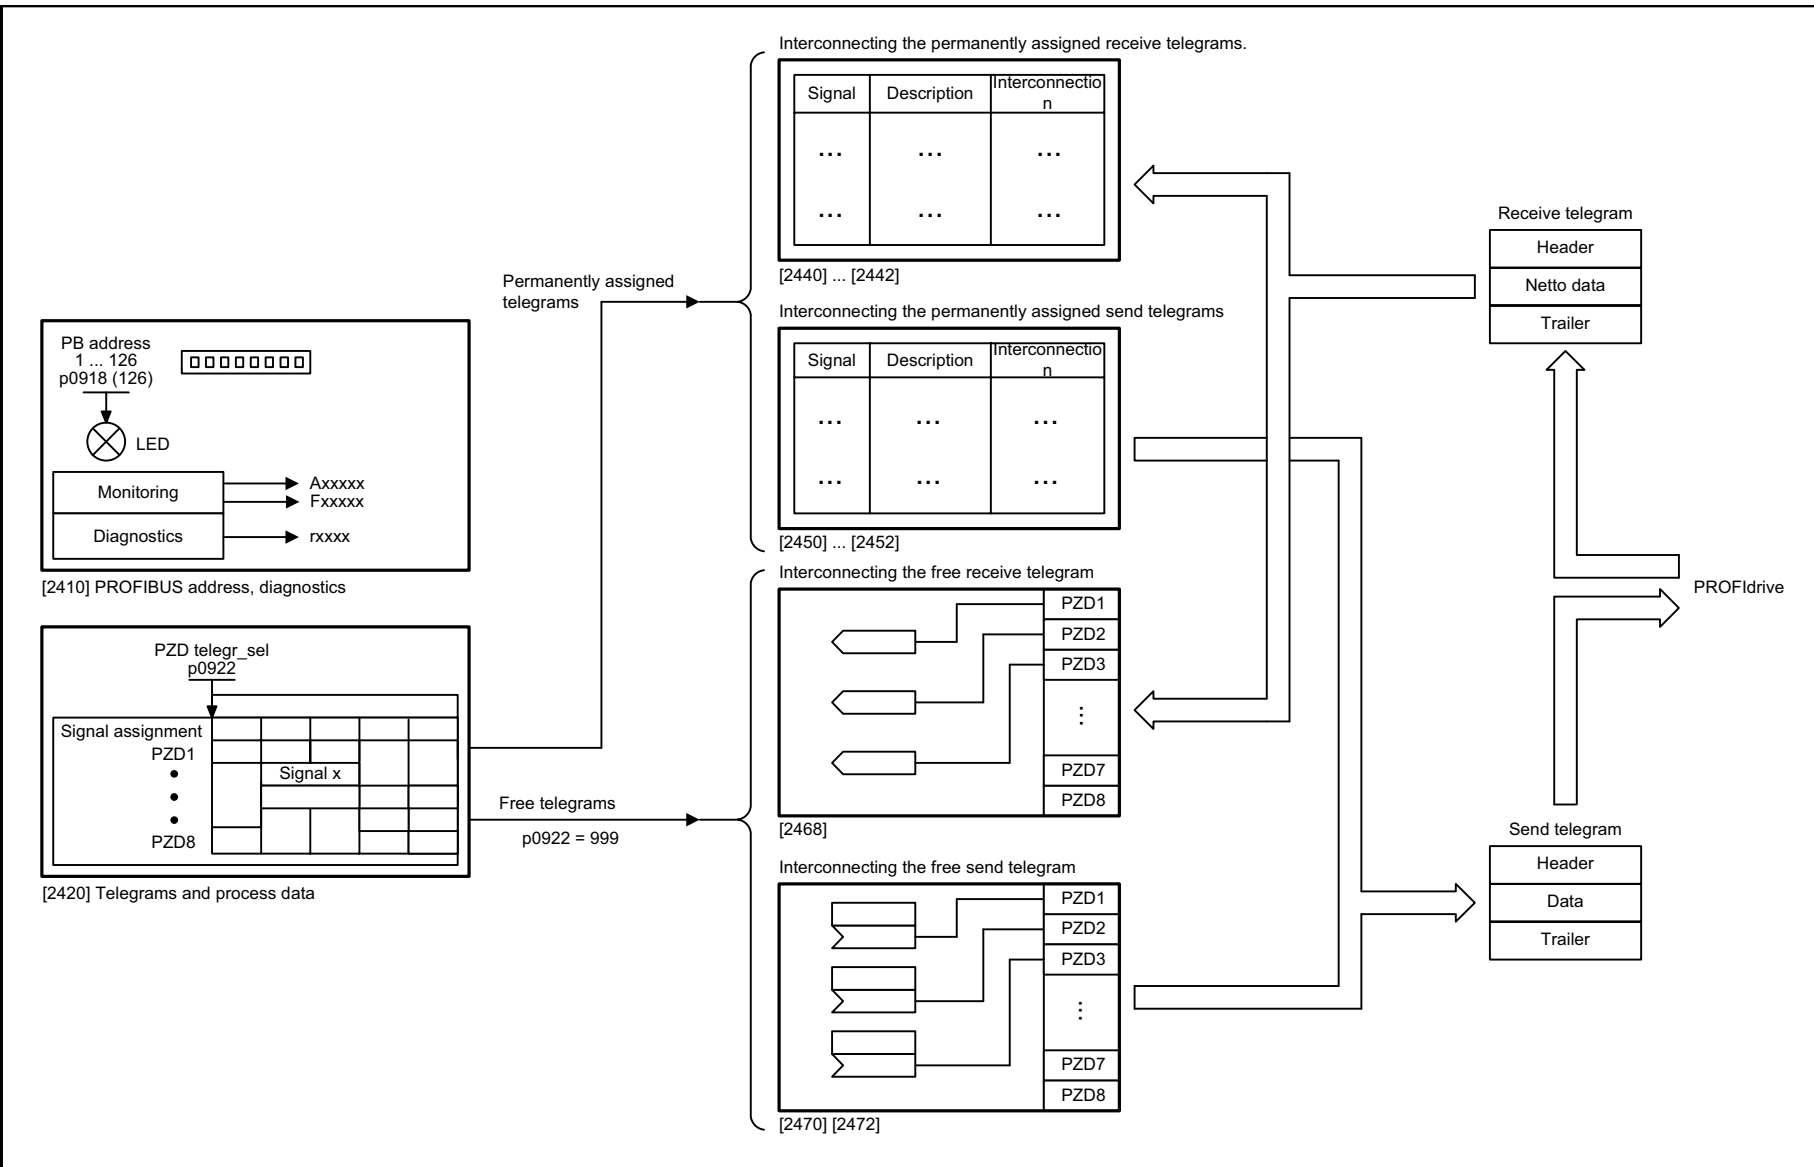 Interconnecting the permanently assigned receive telegrams.
Signal
Description
Interconnectio
n
...
...
...
...
...
...
[2440] ... [2442]
Permanently assigned
telegrams
Interconnecting the permanently assigned send telegrams
Signal
Description
Interconnectio
n
...
...
...
...
...
...
[2450] ... [2452]
PB address
1 ... 126
p0918 (126)
LED
Monitoring
Axxxxx
Fxxxxx
Diagnostics
rxxxx
[2410] PROFIBUS address, diagnostics
PZD telegr_sel
p0922
Signal assignment
PZD1
Signal x
PZD8
[2420] Telegrams and process data
Free telegrams
p0922 = 999
Interconnecting the free receive telegram
PZD1
PZD2
PZD3
...
PZD7
PZD8
[2468]
Interconnecting the free send telegram
PZD1
PZD2
PZD3
...
PZD7
PZD8
[2470] [2472]
Receive telegram
Header
Netto data
Trailer
PROFIdrive
Send telegram
Header
Data
Trailer